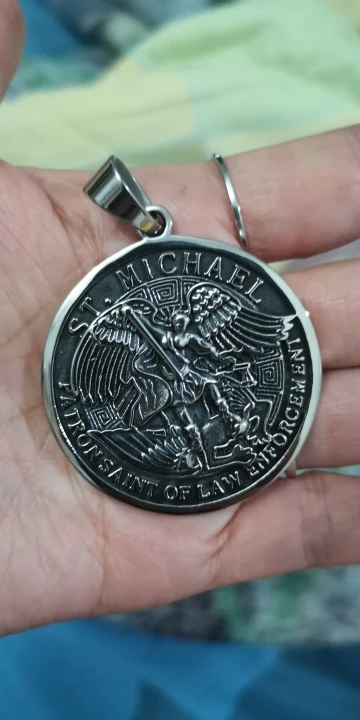 ST. MICHAEL
PATRON SAINT OF LAW ENFORCEMENT